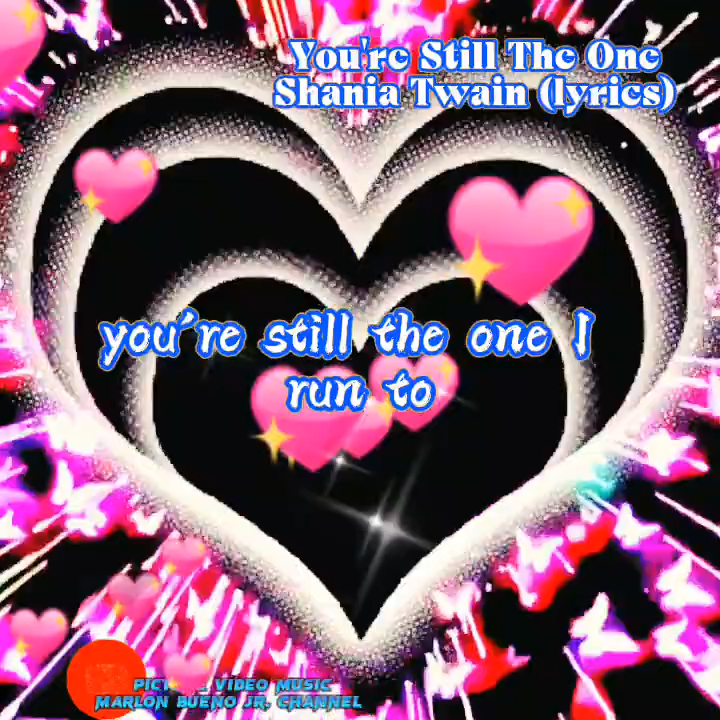 You're Still The One
Shania Twain (lyrics)
you're still the one I
run to
VIDEO MUSIC
MARLON BUENO JR. CHANNEL